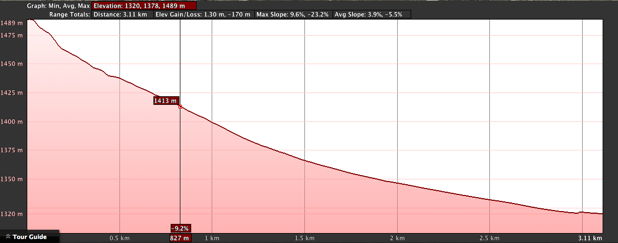 Graph: Min, Avg, Max Elevation: 1320, 1378, 1489 m
Range Totals: Distance: 3.11 km Elev Gain/Loss: 1.30 m, -170 m Max Slope: 9.6%, -23.2% Avg Slope: 3.9%, -5.5%
1489 m
1475 m
1450 m
1425 m
1413 m
1400 m
1375 m
1350 m
1320 m
-9.2%
Tour Guide 0.5 km 827 m 1 km 1.5 km 2 km 2.5 km 3.11 km